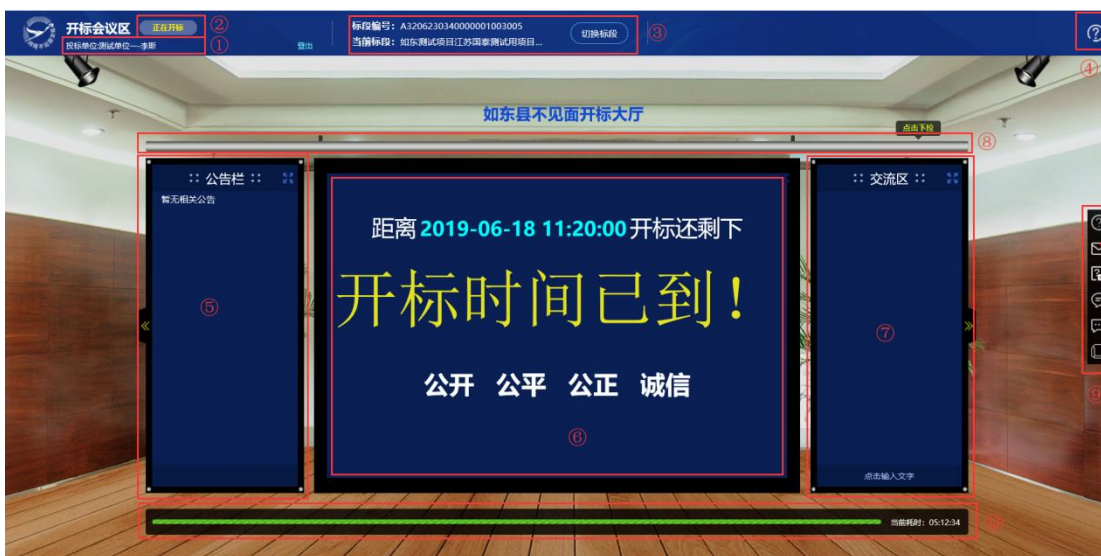 开标会议区 正在开标 ②
投标单位:测试单位----李斯 ① 登出
标段编号：A3206230340000001003005
当前标段：如东测试项目江苏国泰测试用项目...
切换标段 ③
④
如东县不见面开标大厅
点击下拉
⑧
:: 公告栏 ::
暂无相关公告
⑤
距离 2019-06-18 11:20:00 开标还剩下
开标时间已到！
公开 公平 公正 诚信
⑥
:: 交流区 ::
⑦
点击输入文字
⑨
当前耗时：05:12:34
⑩